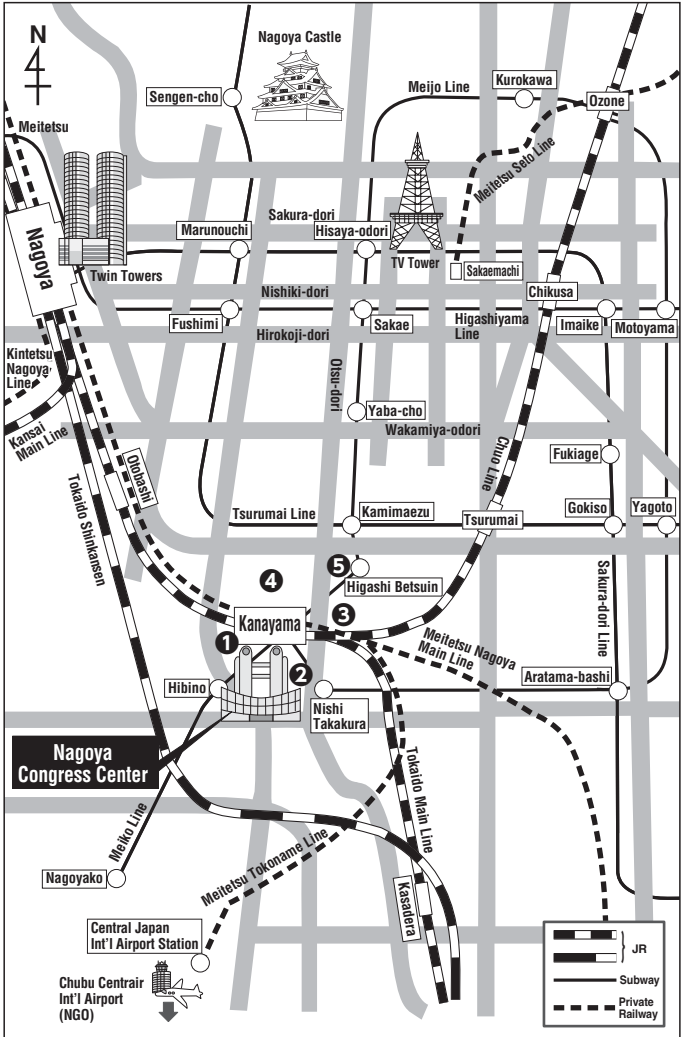 N
Nagoya Castle
Sengen-cho
Meijo Line
Kurokawa
Ozone
Meitetsu
Meitetsu Seto Line
Sakura-dori
Marunouchi
Hisaya-odori
TV Tower
Sakaemachi
Nagoya
Twin Towers
Nishiki-dori
Chikusa
Fushimi
Sakae
Higashiyama
Line
Imaike
Motoyama
Hirokoji-dori
Kintetsu
Nagoya
Line
Otsu-dori
Kansai
Main Line
Yaba-cho
Wakamiya-odori
Chuo Line
Fukiage
Otobashi
Tokaido Shinkansen
Tsurumai Line
Kamimaezu
Tsurumai
Gokiso
Yagoto
5
Higashi Betsuin
4
Sakura-dori Line
Kanayama
3
1
2
Meitetsu Nagoya
Main Line
Hibino
Nishi
Takakura
Aratama-bashi
Nagoya
Congress Center
Tokaido Main Line
Meiko Line
Meitetsu Tokoname Line
Nagoyako
Kasadera
Central Japan
Int'l Airport Station
Chubu Centrair
Int'l Airport
(NGO)
JR
Subway
Private
Railway